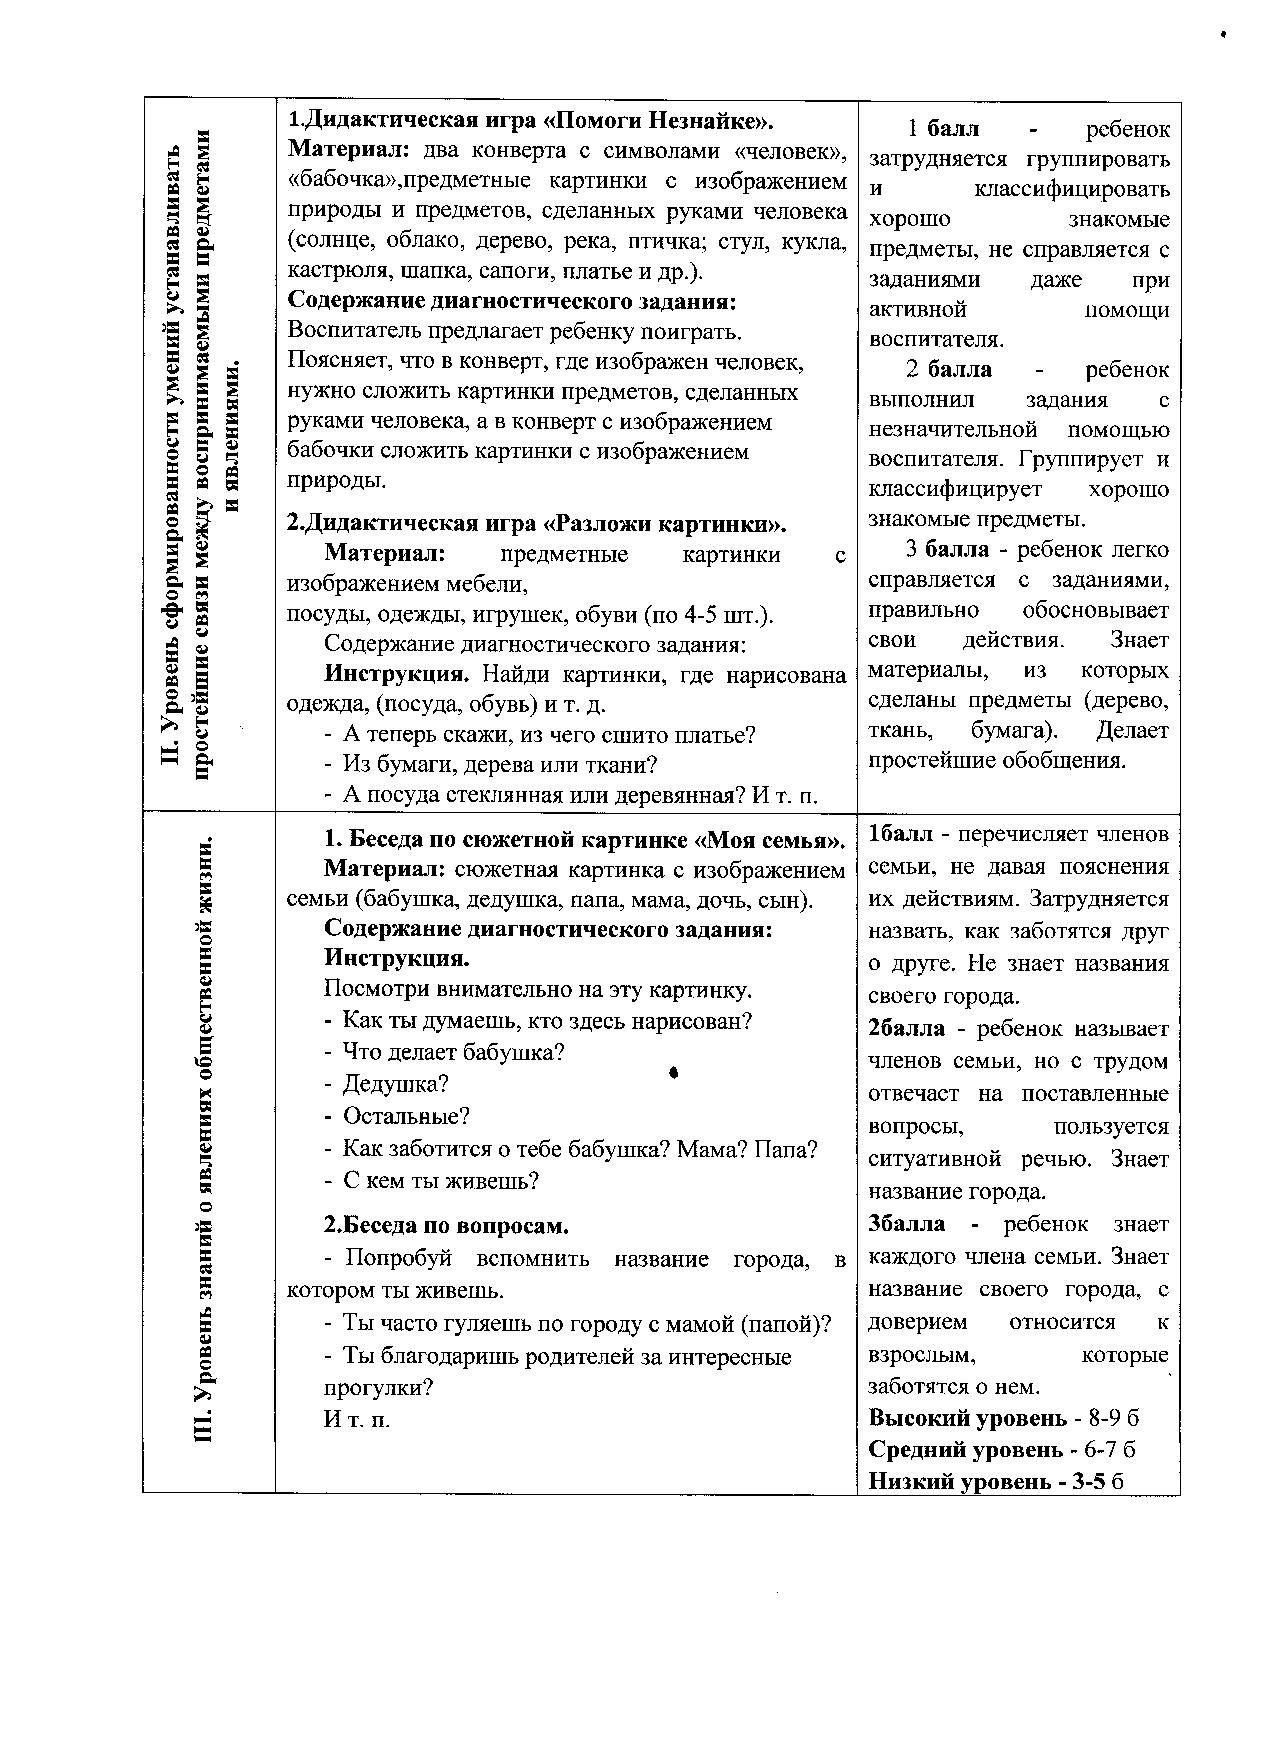 II. Уровень сформированности умений устанавливать
простейшие связи между воспринимаемыми предметами
и явлениями.
1.Дидактическая игра «Помоги Незнайке».
Материал: два конверта с символами «человек»,
«бабочка»,предметные картинки с изображением
природы и предметов, сделанных руками человека
(солнце, облако, дерево, река, птичка; стул, кукла,
кастрюля, шапка, сапоги, платье и др.).
Содержание диагностического задания:
Воспитатель предлагает ребенку поиграть.
Поясняет, что в конверт, где изображен человек,
нужно сложить картинки предметов, сделанных
руками человека, а в конверт с изображением
бабочки сложить картинки с изображением
природы.
2.Дидактическая игра «Разложи картинки».
Материал: предметные картинки с
изображением мебели,
посуды, одежды, игрушек, обуви (по 4-5 шт.).
Содержание диагностического задания:
Инструкция. Найди картинки, где нарисована
одежда, (посуда, обувь) и т. д.
- А теперь скажи, из чего сшито платье?
- Из бумаги, дерева или ткани?
- А посуда стеклянная или деревянная? И т. п.
1 балл - ребенок
затрудняется группировать
и классифицировать
хорошо знакомые
предметы, не справляется с
заданиями даже при
активной помощи
воспитателя.
2 балла - ребенок
выполнил задания с
незначительной помощью
воспитателя. Группирует и
классифицирует хорошо
знакомые предметы.
3 балла - ребенок легко
справляется с заданиями,
правильно обосновывает
свои действия. Знает
материалы, из которых
сделаны предметы (дерево,
ткань, бумага). Делает
простейшие обобщения.
III. Уровень знаний о явлениях общественной жизни.
1. Беседа по сюжетной картинке «Моя семья».
Материал: сюжетная картинка с изображением
семьи (бабушка, дедушка, папа, мама, дочь, сын).
Содержание диагностического задания:
Инструкция.
Посмотри внимательно на эту картинку.
- Как ты думаешь, кто здесь нарисован?
- Что делает бабушка?
- Дедушка?
- Остальные?
- Как заботится о тебе бабушка? Мама? Папа?
- С кем ты живешь?
2.Беседа по вопросам.
- Попробуй вспомнить название города, в
котором ты живешь.
- Ты часто гуляешь по городу с мамой (папой)?
- Ты благодаришь родителей за интересные
прогулки?
И т. п.
1балл - перечисляет членов
семьи, не давая пояснения
их действиям. Затрудняется
назвать, как заботятся друг
о друге. Не знает названия
своего города.
2балла - ребенок называет
членов семьи, но с трудом
отвечает на поставленные
вопросы, пользуется
ситуативной речью. Знает
название города.
3балла - ребенок знает
каждого члена семьи. Знает
название своего города, с
доверием относится к
взрослым, которые
заботятся о нем.
Высокий уровень - 8-9 б
Средний уровень - 6-7 б
Низкий уровень - 3-5 б